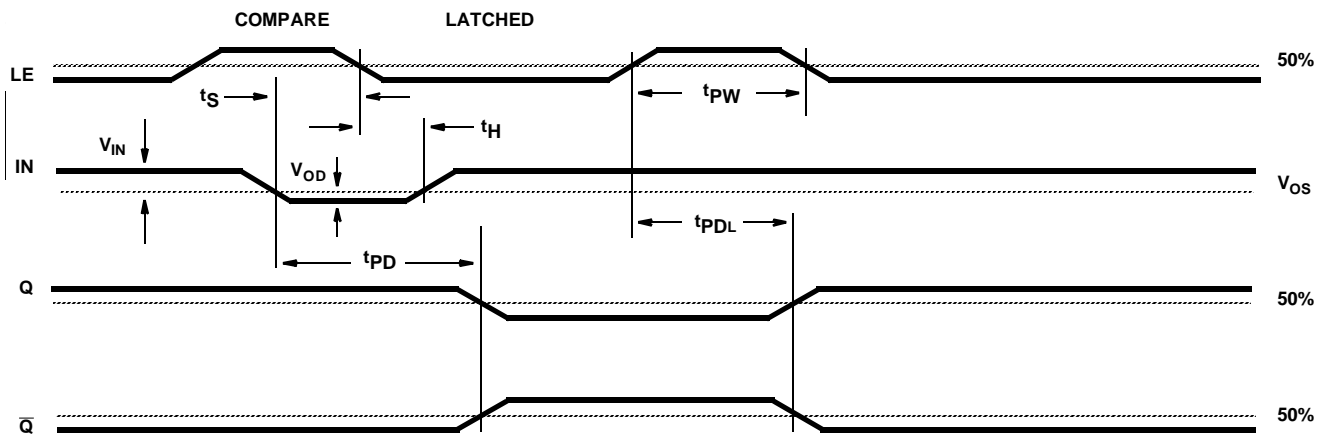 COMPARE LATCHED
LE 50%
tS tPW
tH
VIN
IN VOD VOS
tPDL
tPD
Q 50%
Q̅ 50%